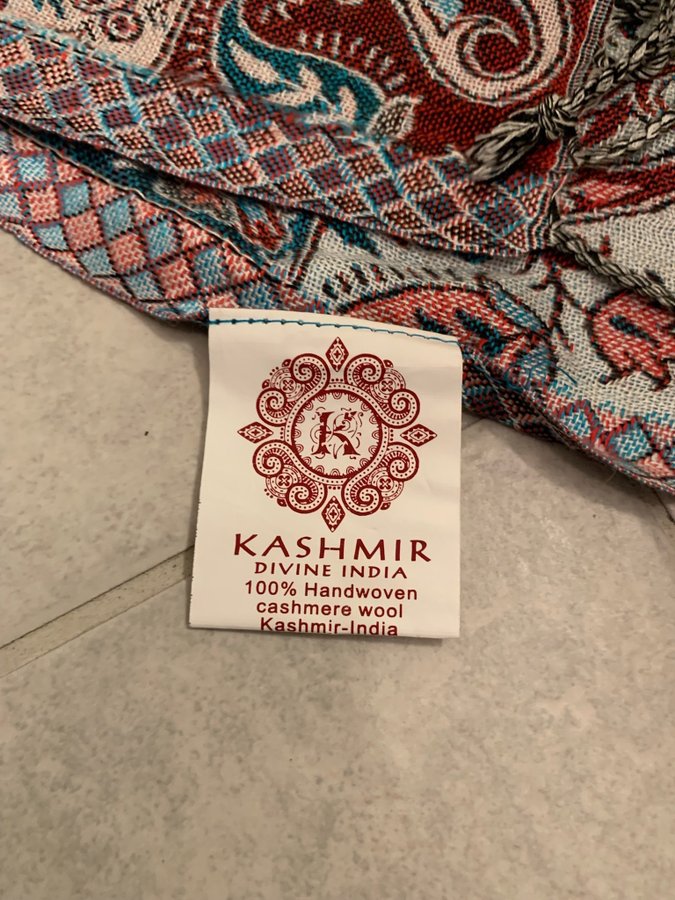 K
KASHMIR
DIVINE INDIA
100% Handwoven
cashmere wool
Kashmir-India